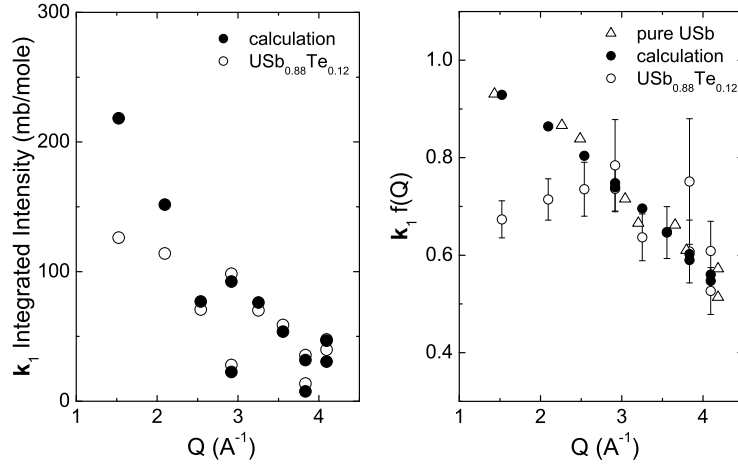 300
200
100
0
k₁ Integrated Intensity (mb/mole)
calculation
USb₀.₈₈Te₀.₁₂
1 2 3 4
Q (A⁻¹)
1.0
0.8
0.6
0.4
k₁ f(Q)
pure USb
calculation
USb₀.₈₈Te₀.₁₂
1 2 3 4
Q (A⁻¹)